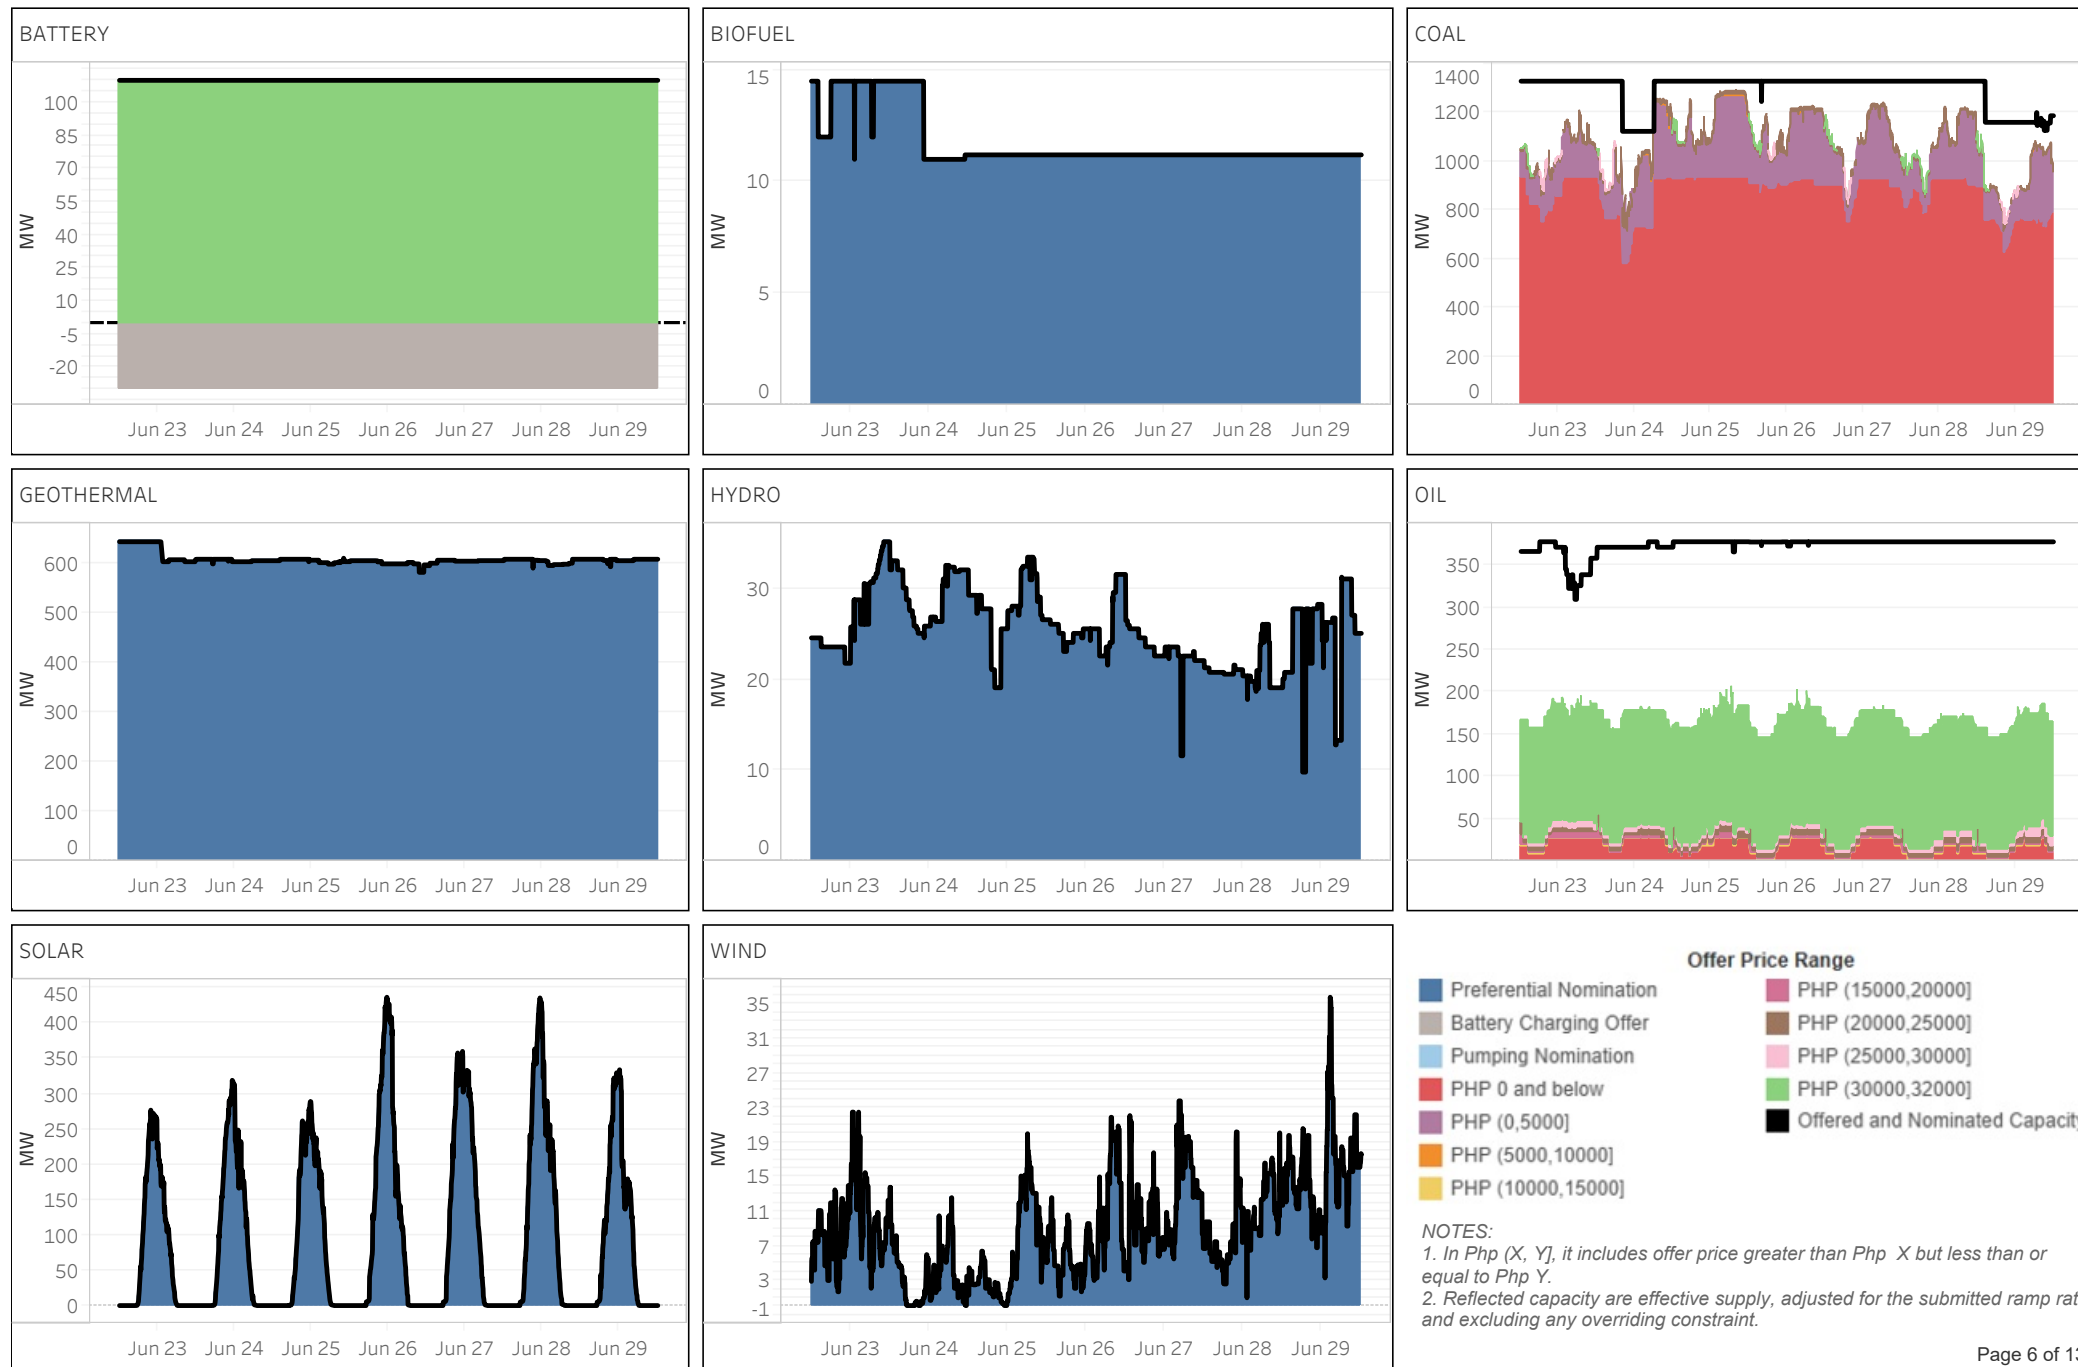 BATTERY
MW
100
85
70
55
40
25
10
-5
-20
Jun 23 Jun 24 Jun 25 Jun 26 Jun 27 Jun 28 Jun 29
BIOFUEL
MW
15
10
5
0
Jun 23 Jun 24 Jun 25 Jun 26 Jun 27 Jun 28 Jun 29
COAL
MW
1400
1200
1000
800
600
400
200
0
Jun 23 Jun 24 Jun 25 Jun 26 Jun 27 Jun 28 Jun 29
GEOTHERMAL
MW
600
500
400
300
200
100
0
Jun 23 Jun 24 Jun 25 Jun 26 Jun 27 Jun 28 Jun 29
HYDRO
MW
30
20
10
0
Jun 23 Jun 24 Jun 25 Jun 26 Jun 27 Jun 28 Jun 29
OIL
MW
350
300
250
200
150
100
50
Jun 23 Jun 24 Jun 25 Jun 26 Jun 27 Jun 28 Jun 29
SOLAR
MW
450
400
350
300
250
200
150
100
50
0
Jun 23 Jun 24 Jun 25 Jun 26 Jun 27 Jun 28 Jun 29
WIND
MW
35
31
27
23
19
15
11
7
3
-1
Jun 23 Jun 24 Jun 25 Jun 26 Jun 27 Jun 28 Jun 29
Offer Price Range
Preferential Nomination
Battery Charging Offer
Pumping Nomination
PHP 0 and below
PHP (0,5000]
PHP (5000,10000]
PHP (10000,15000]
PHP (15000,20000]
PHP (20000,25000]
PHP (25000,30000]
PHP (30000,32000]
Offered and Nominated Capacity
NOTES:
1. In Php (X, Y], it includes offer price greater than Php X but less than or
equal to Php Y.
2. Reflected capacity are effective supply, adjusted for the submitted ramp rat
and excluding any overriding constraint.
Page 6 of 13